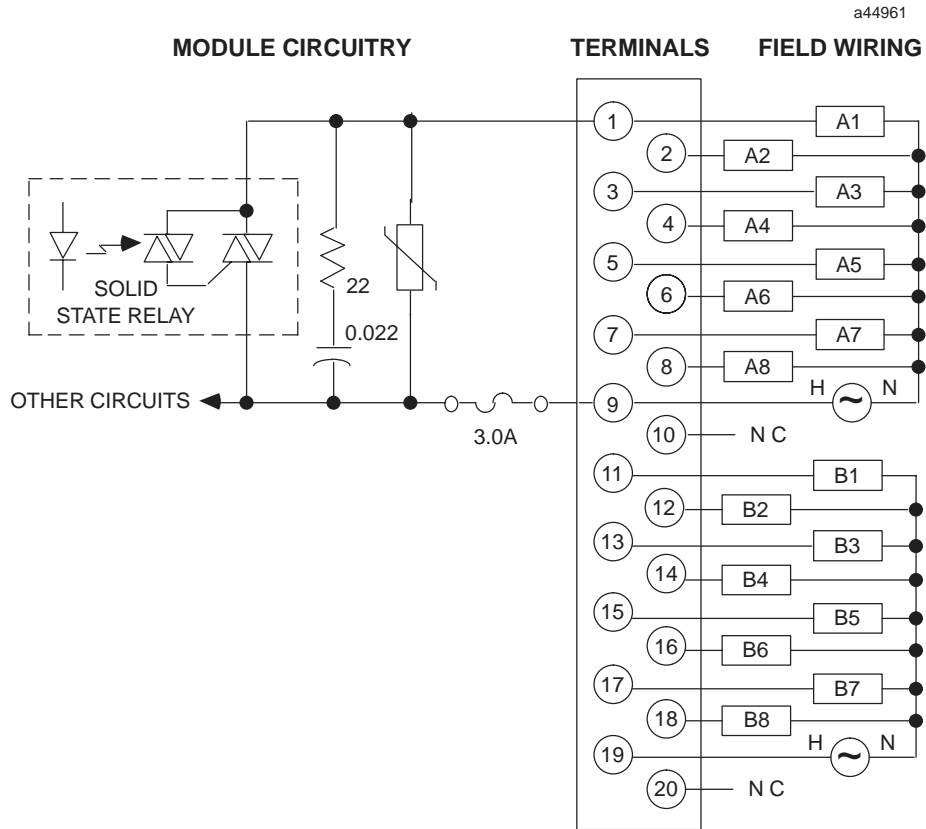 a44961
MODULE CIRCUITRY TERMINALS FIELD WIRING
1 A1
2 A2
3 A3
4 A4
5 A5
SOLID
STATE RELAY
22
6 A6
0.022
7 A7
8 A8
H ~ N
OTHER CIRCUITS
9
3.0A
10 N C
11 B1
12 B2
13 B3
14 B4
15 B5
16 B6
17 B7
18 B8
H ~ N
19
20 N C